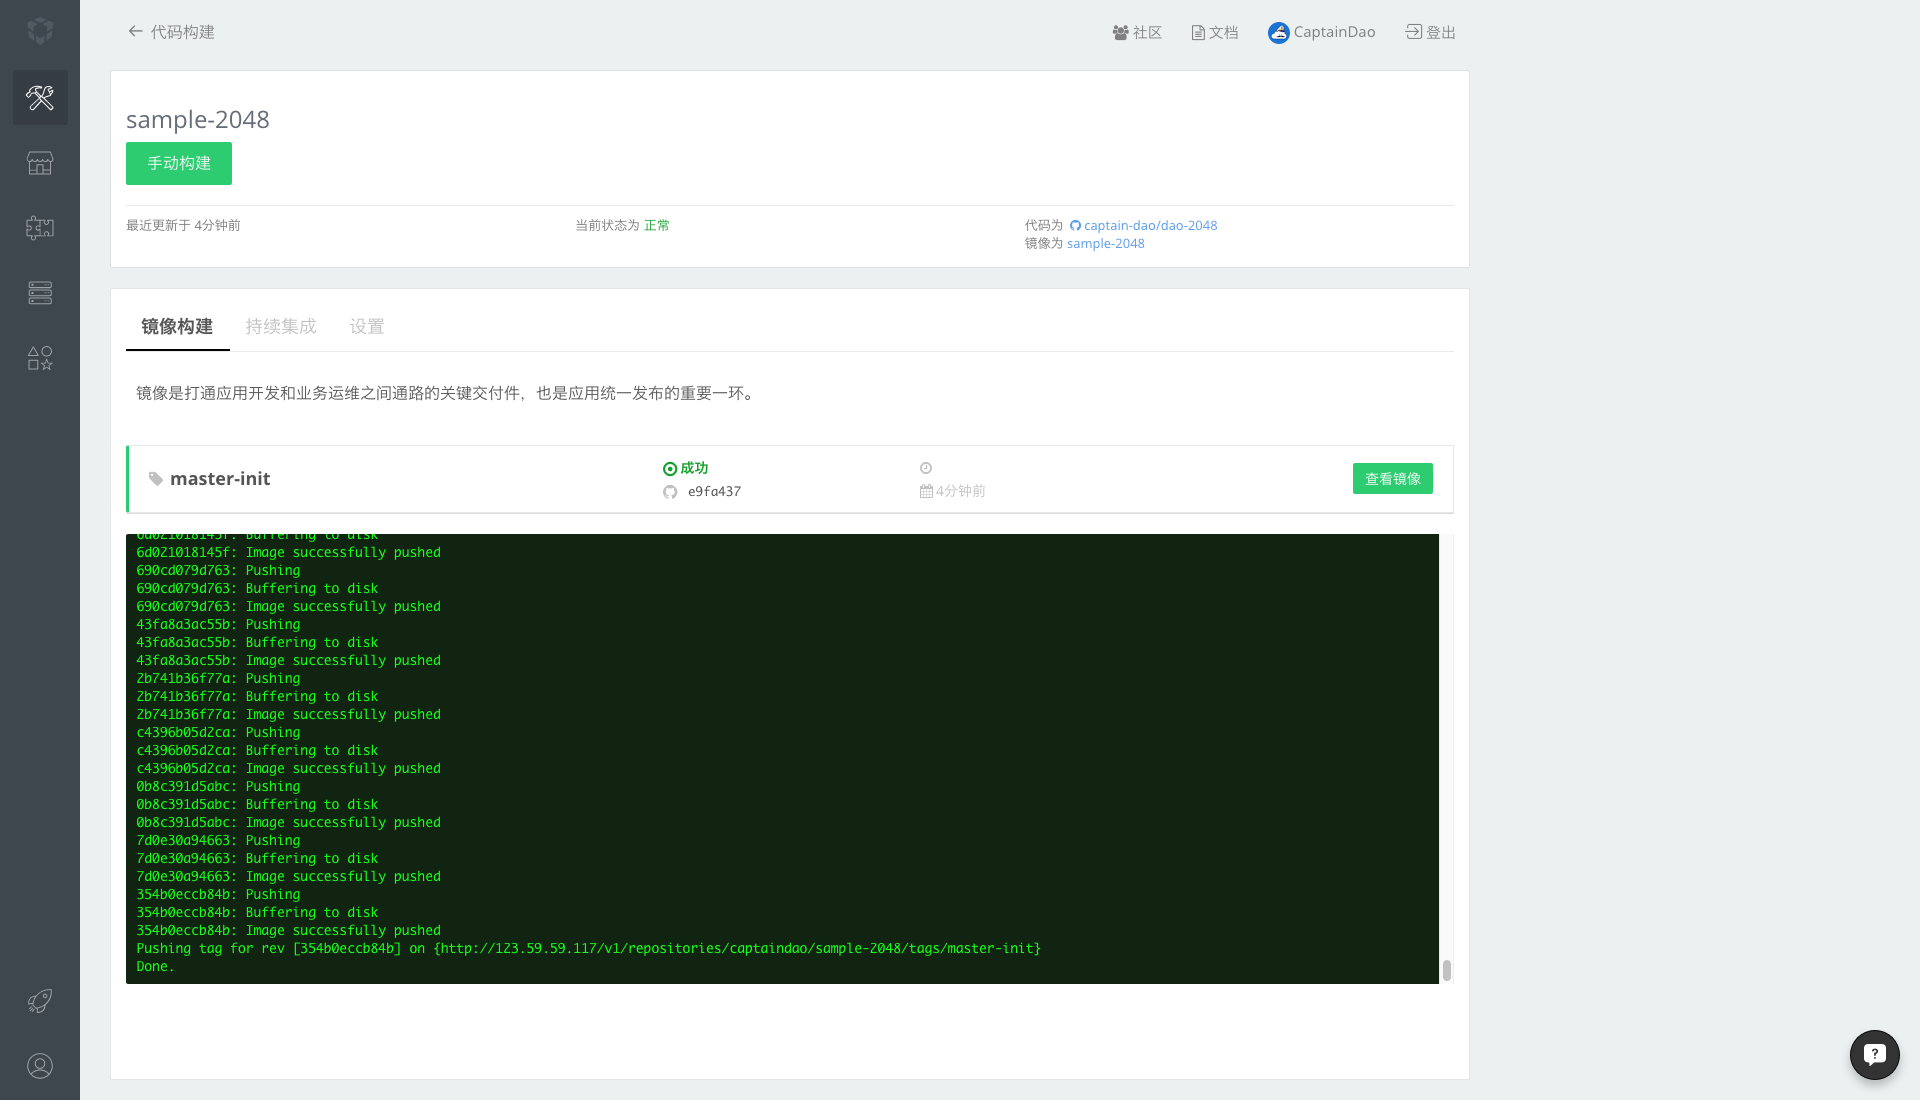 代码构建
社区 文档 CaptainDao 登出
sample-2048
手动构建
最近更新于 4分钟前
当前状态为 正常
代码为 captain-dao/dao-2048
镜像为 sample-2048
镜像构建 持续集成 设置
镜像是打通应用开发和业务运维之间通路的关键交付件，也是应用统一发布的重要一环。
master-init
成功
e9fa437
4分钟前
查看镜像
6d021018145f: Buffering to disk
6d021018145f: Image successfully pushed
690cd079d763: Pushing
690cd079d763: Buffering to disk
690cd079d763: Image successfully pushed
43fa8a3ac55b: Pushing
43fa8a3ac55b: Buffering to disk
43fa8a3ac55b: Image successfully pushed
2b741b36f77a: Pushing
2b741b36f77a: Buffering to disk
2b741b36f77a: Image successfully pushed
c4396b05d2ca: Pushing
c4396b05d2ca: Buffering to disk
c4396b05d2ca: Image successfully pushed
0b8c391d5abc: Pushing
0b8c391d5abc: Buffering to disk
0b8c391d5abc: Image successfully pushed
7d0e30a94663: Pushing
7d0e30a94663: Buffering to disk
7d0e30a94663: Image successfully pushed
354b0eccb84b: Pushing
354b0eccb84b: Buffering to disk
354b0eccb84b: Image successfully pushed
Pushing tag for rev [354b0eccb84b] on {http://123.59.59.117/v1/repositories/captaindao/sample-2048/tags/master-init}
Done.